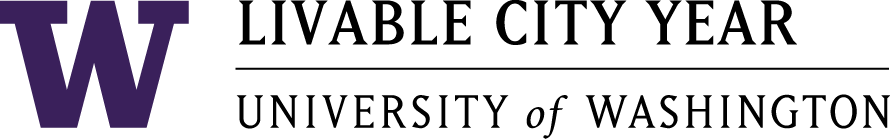 W
LIVABLE CITY YEAR
UNIVERSITY of WASHINGTON